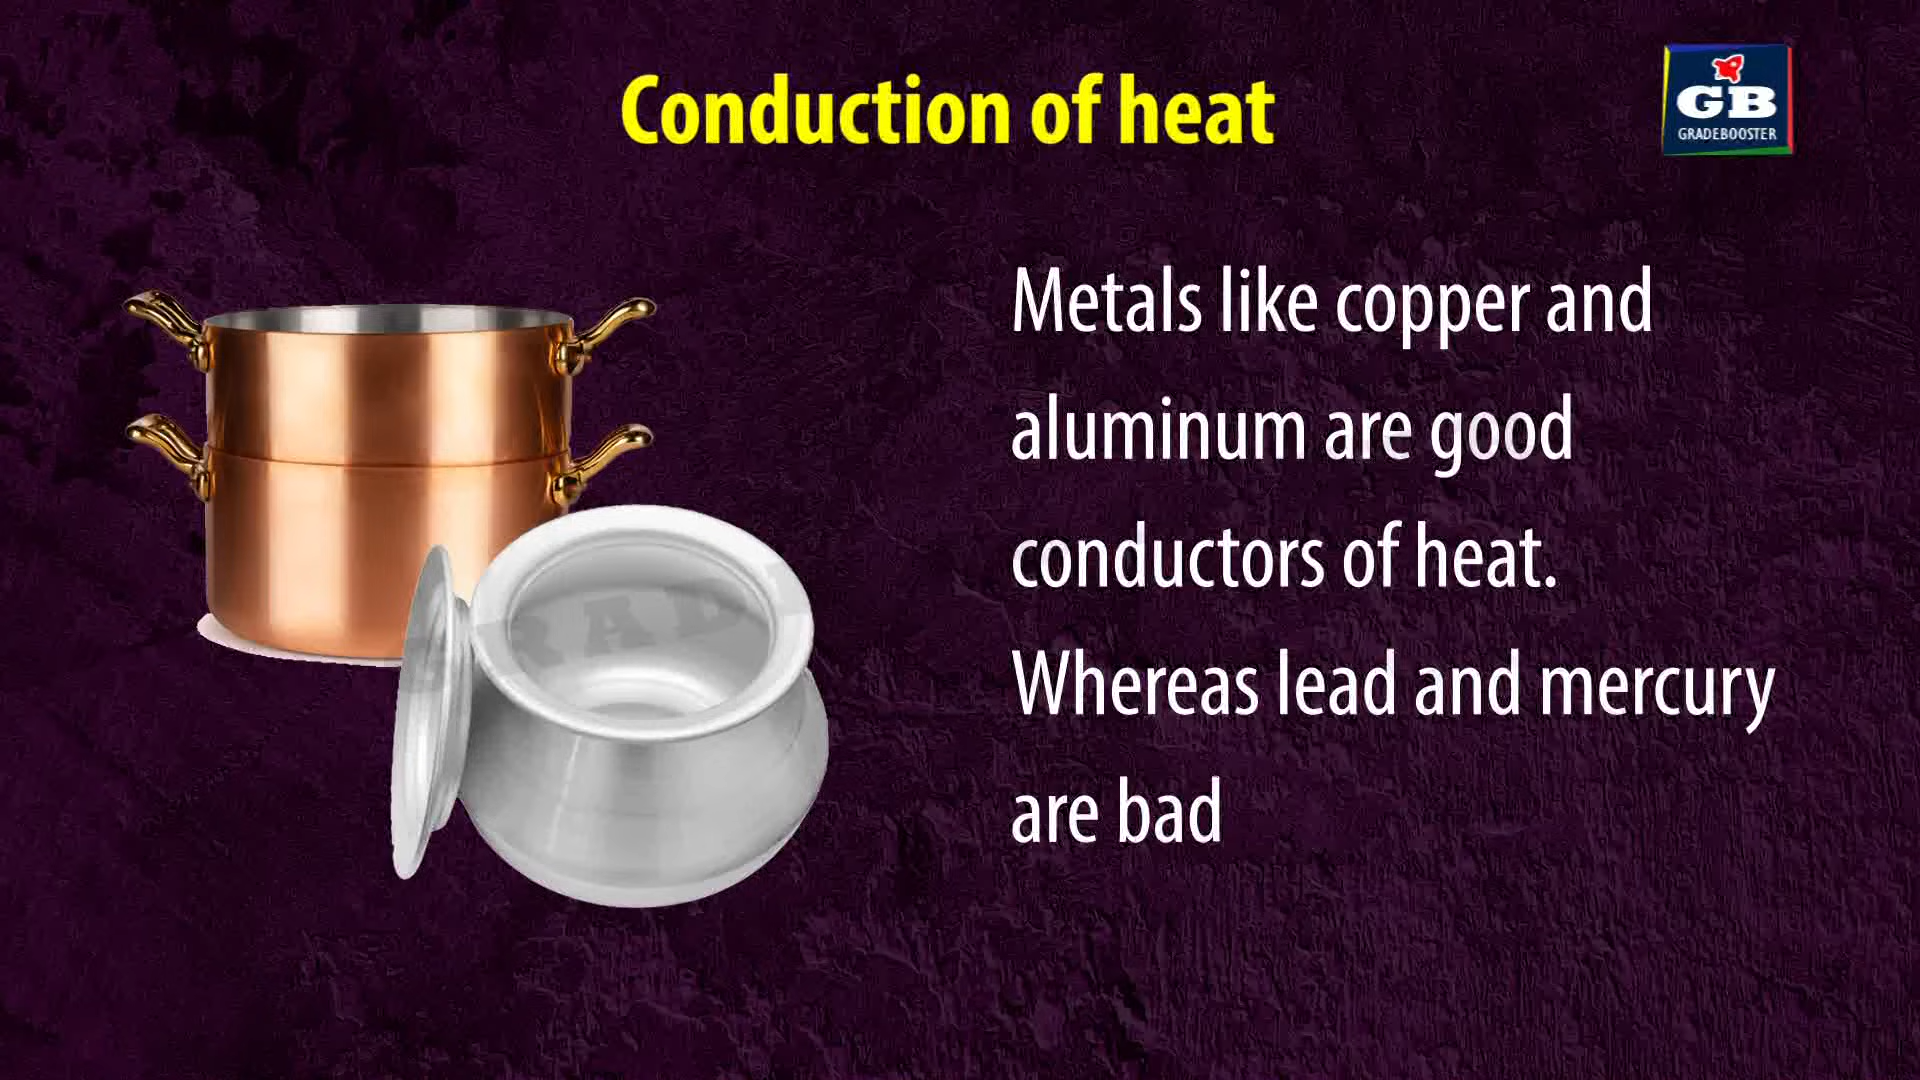 Conduction of heat
GB
GRADEBOOSTER
Metals like copper and
aluminum are good
conductors of heat.
Whereas lead and mercury
are bad
RAD